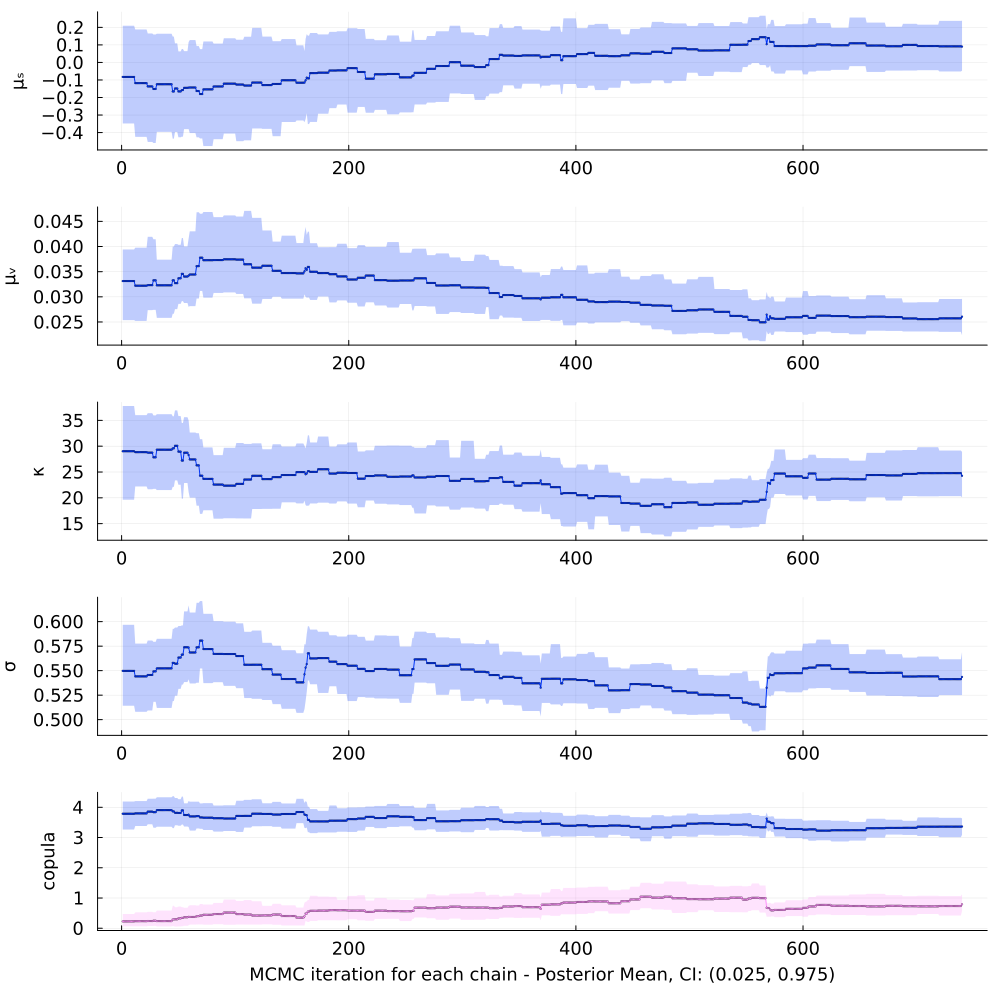 0.2
0.1
0.0
−0.1
−0.2
−0.3
−0.4
μₛ
0 200 400 600
0.045
0.040
0.035
0.030
0.025
μᵥ
0 200 400 600
35
30
25
20
15
κ
0 200 400 600
0.600
0.575
0.550
0.525
0.500
σ
0 200 400 600
4
3
2
1
0
copula
0 200 400 600
MCMC iteration for each chain - Posterior Mean, CI: (0.025, 0.975)